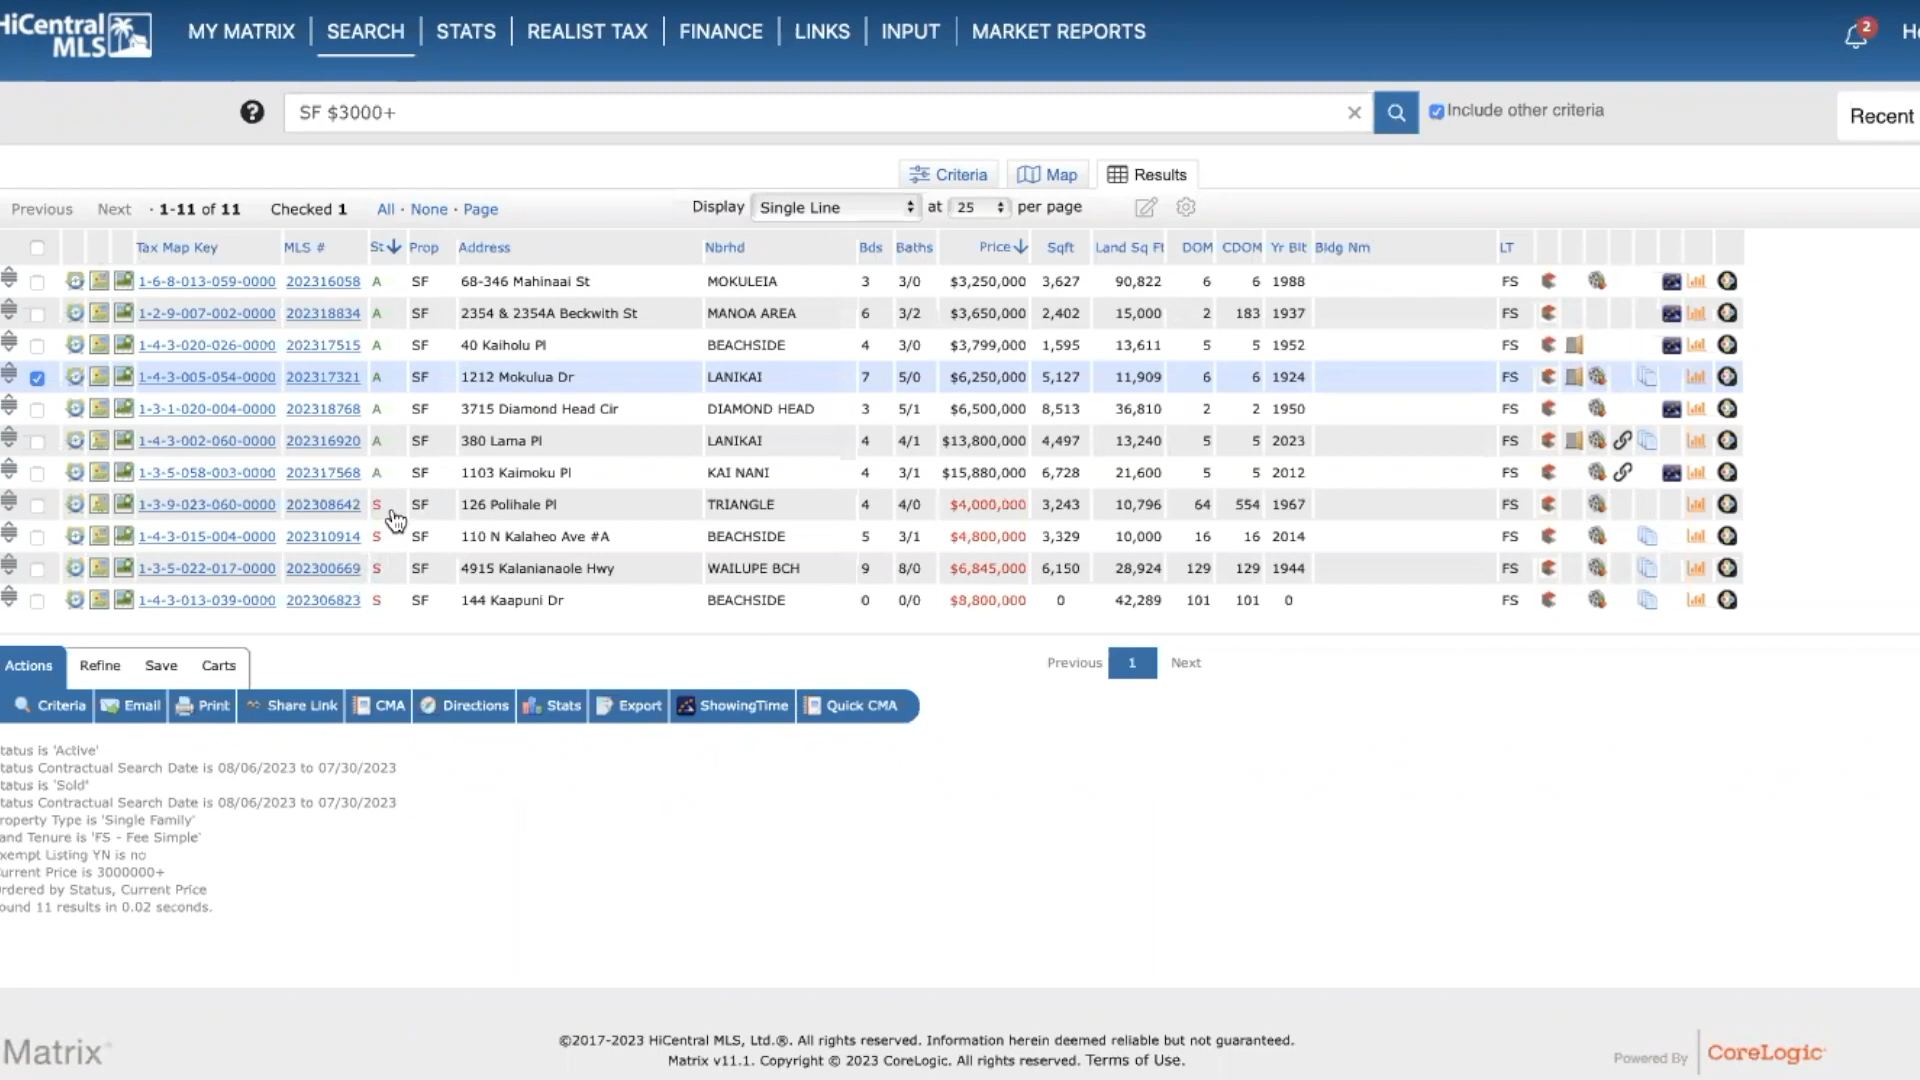 HiCentral MLS
MY MATRIX SEARCH STATS REALIST TAX FINANCE LINKS INPUT MARKET REPORTS 2 He
? SF $3000+ Include other criteria Recent
Criteria Map Results
Previous Next · 1-11 of 11 Checked 1 All · None · Page Display Single Line at 25 per page
Tax Map Key MLS # St Prop Address Nbrhd Bds Baths Price Sqft Land Sq Ft DOM CDOM Yr Blt Bldg Nm LT
1-6-8-013-059-0000 202316058 A SF 68-346 Mahinaai St MOKULEIA 3 3/0 $3,250,000 3,627 90,822 6 6 1988 FS
1-2-9-007-002-0000 202318834 A SF 2354 & 2354A Beckwith St MANOA AREA 6 3/2 $3,650,000 2,402 15,000 2 183 1937 FS
1-4-3-020-026-0000 202317515 A SF 40 Kaiholu Pl BEACHSIDE 4 3/0 $3,799,000 1,595 13,611 5 5 1952 FS
1-4-3-005-054-0000 202317321 A SF 1212 Mokulua Dr LANIKAI 7 5/0 $6,250,000 5,127 11,909 6 6 1924 FS
1-3-1-020-004-0000 202318768 A SF 3715 Diamond Head Cir DIAMOND HEAD 3 5/1 $6,500,000 8,513 36,810 2 2 1950 FS
1-4-3-002-060-0000 202316920 A SF 380 Lama Pl LANIKAI 4 4/1 $13,800,000 4,497 13,240 5 5 2023 FS
1-3-5-058-003-0000 202317568 A SF 1103 Kaimoku Pl KAI NANI 4 3/1 $15,880,000 6,728 21,600 5 5 2012 FS
1-3-9-023-060-0000 202308642 S SF 126 Polihale Pl TRIANGLE 4 4/0 $4,000,000 3,243 10,796 64 554 1967 FS
1-4-3-015-004-0000 202310914 S SF 110 N Kalaheo Ave #A BEACHSIDE 5 3/1 $4,800,000 3,329 10,000 16 16 2014 FS
1-3-5-022-017-0000 202300669 S SF 4915 Kalanianaole Hwy WAILUPE BCH 9 8/0 $6,845,000 6,150 28,924 129 129 1944 FS
1-4-3-013-039-0000 202306823 S SF 144 Kaapuni Dr BEACHSIDE 0 0/0 $8,800,000 0 42,289 101 101 0 FS
Actions Refine Save Carts Previous 1 Next
Criteria Email Print Share Link CMA Directions Stats Export ShowingTime Quick CMA
tatus is 'Active'
tatus Contractual Search Date is 08/06/2023 to 07/30/2023
tatus is 'Sold'
tatus Contractual Search Date is 08/06/2023 to 07/30/2023
roperty Type is 'Single Family'
and Tenure is 'FS - Fee Simple'
xempt Listing YN is no
urrent Price is 3000000+
rdered by Status, Current Price
ound 11 results in 0.02 seconds.
Matrix
©2017-2023 HiCentral MLS, Ltd.®. All rights reserved. Information herein deemed reliable but not guaranteed.
Matrix v11.1. Copyright © 2023 CoreLogic. All rights reserved. Terms of Use.
Powered By CoreLogic